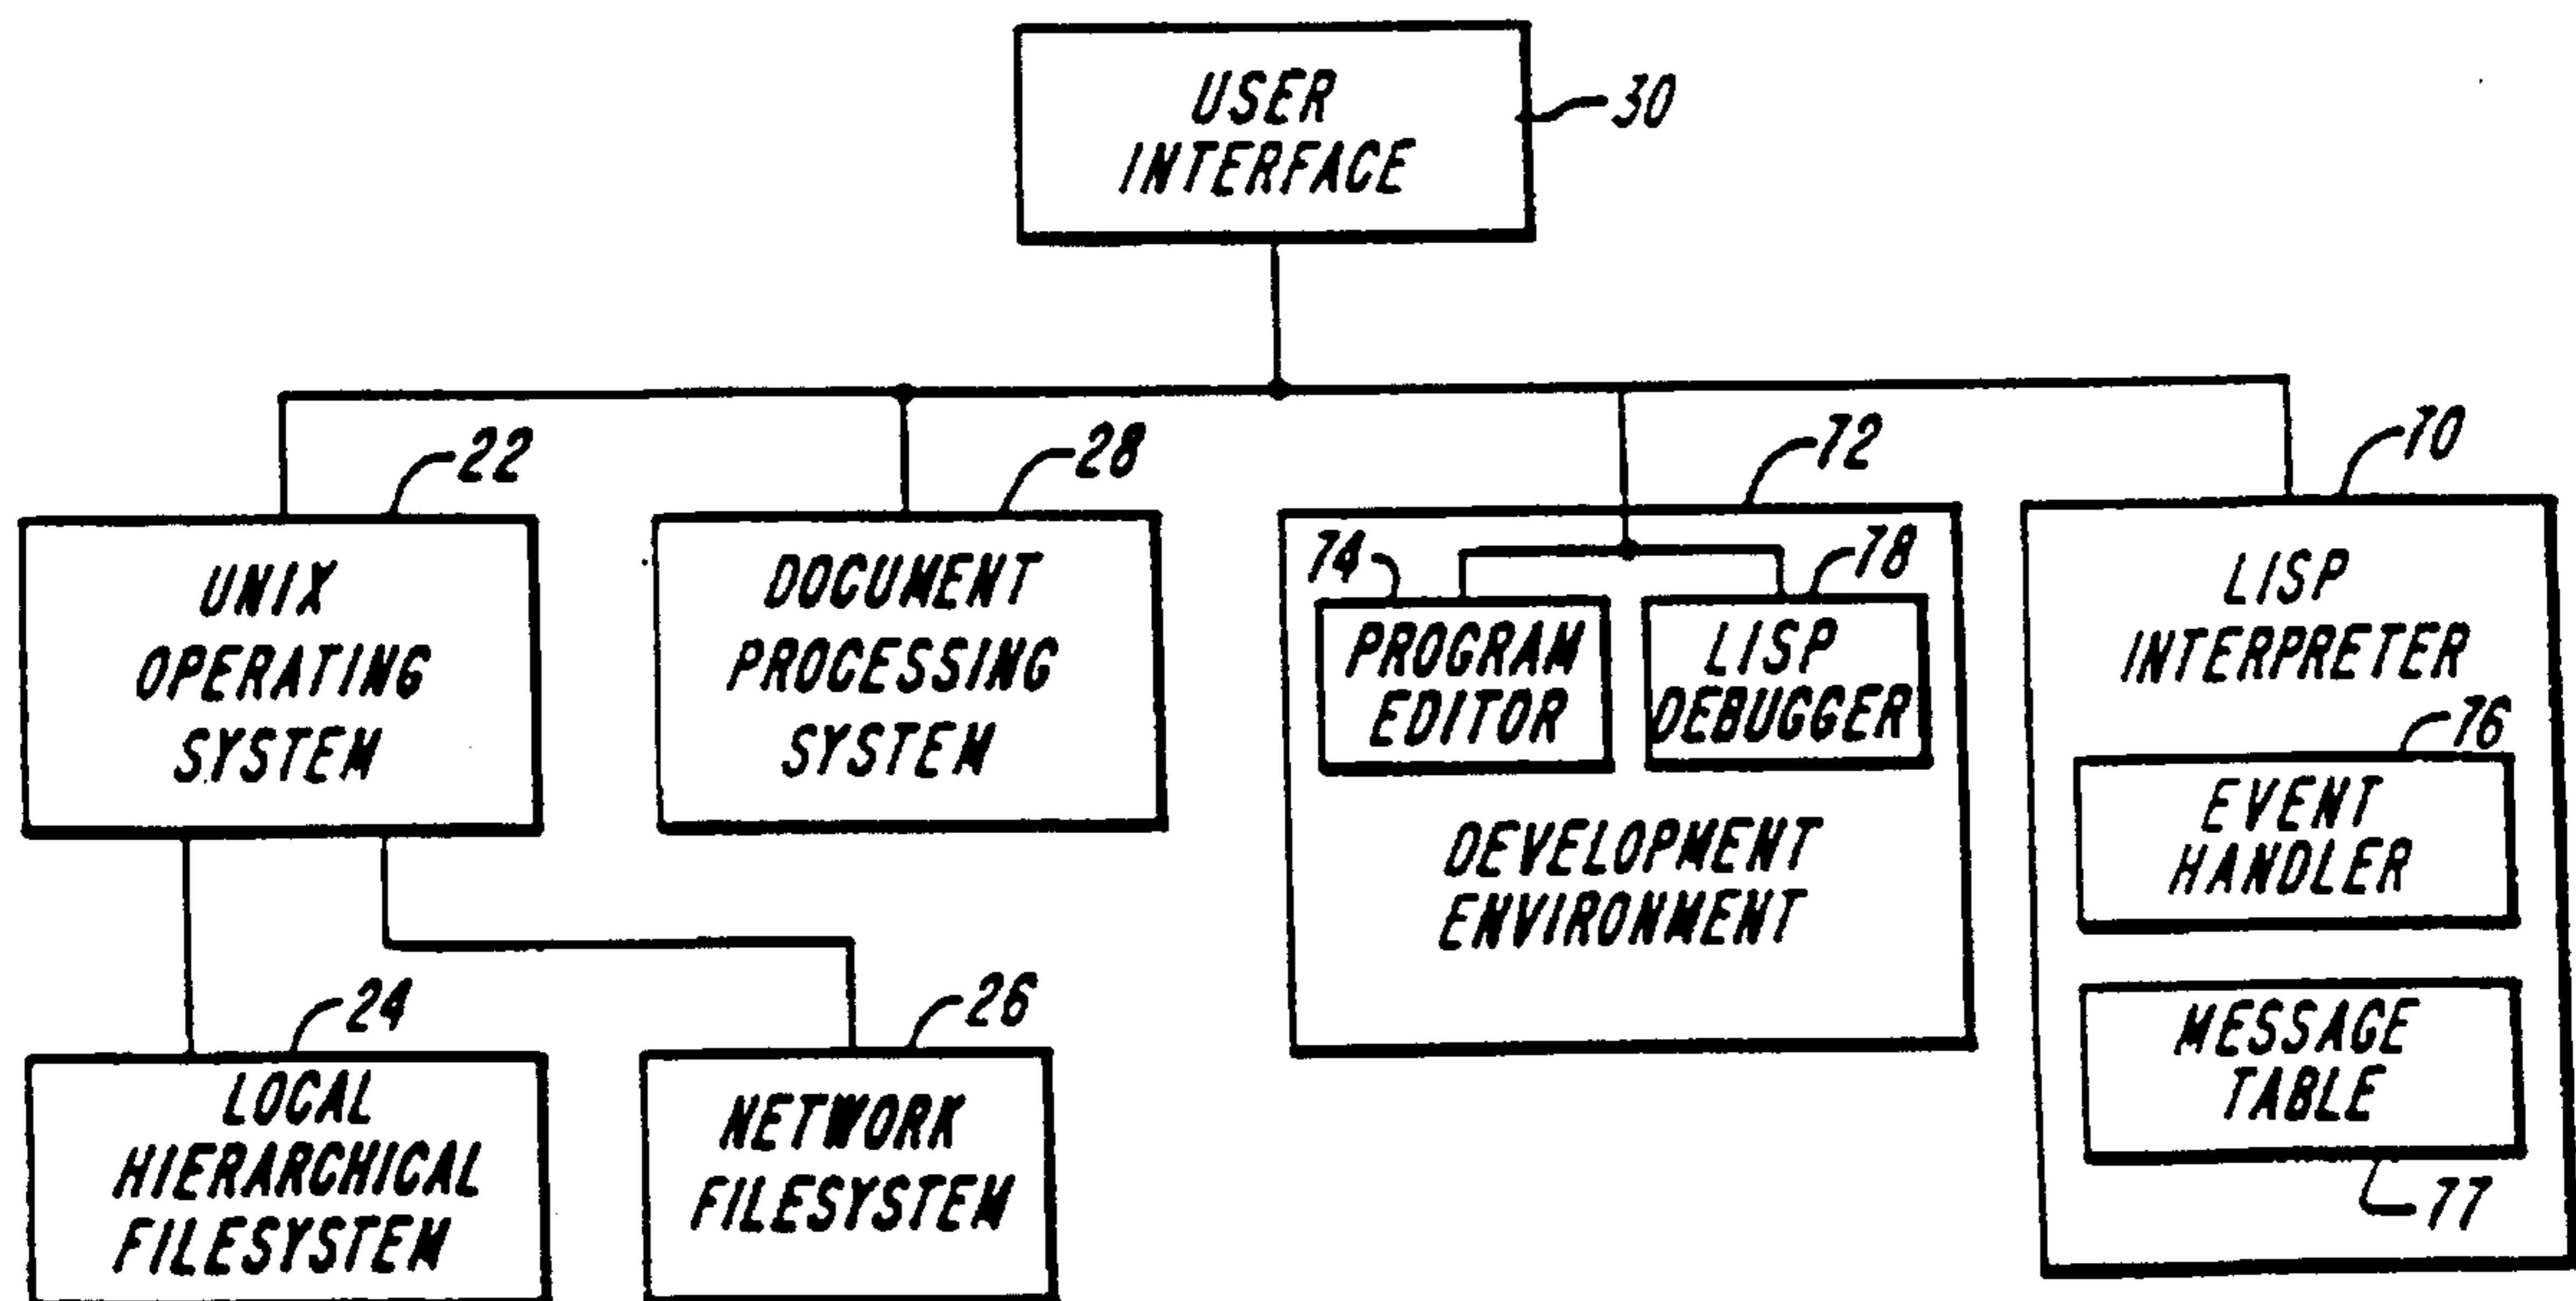 USER
INTERFACE
30
22
28
72
70
UNIX
OPERATING
SYSTEM
DOCUMENT
PROCESSING
SYSTEM
74
78
PROGRAM
EDITOR
LISP
DEBUGGER
DEVELOPMENT
ENVIRONMENT
LISP
INTERPRETER
76
EVENT
HANDLER
MESSAGE
TABLE
77
24
LOCAL
HIERARCHICAL
FILESYSTEM
26
NETWORK
FILESYSTEM